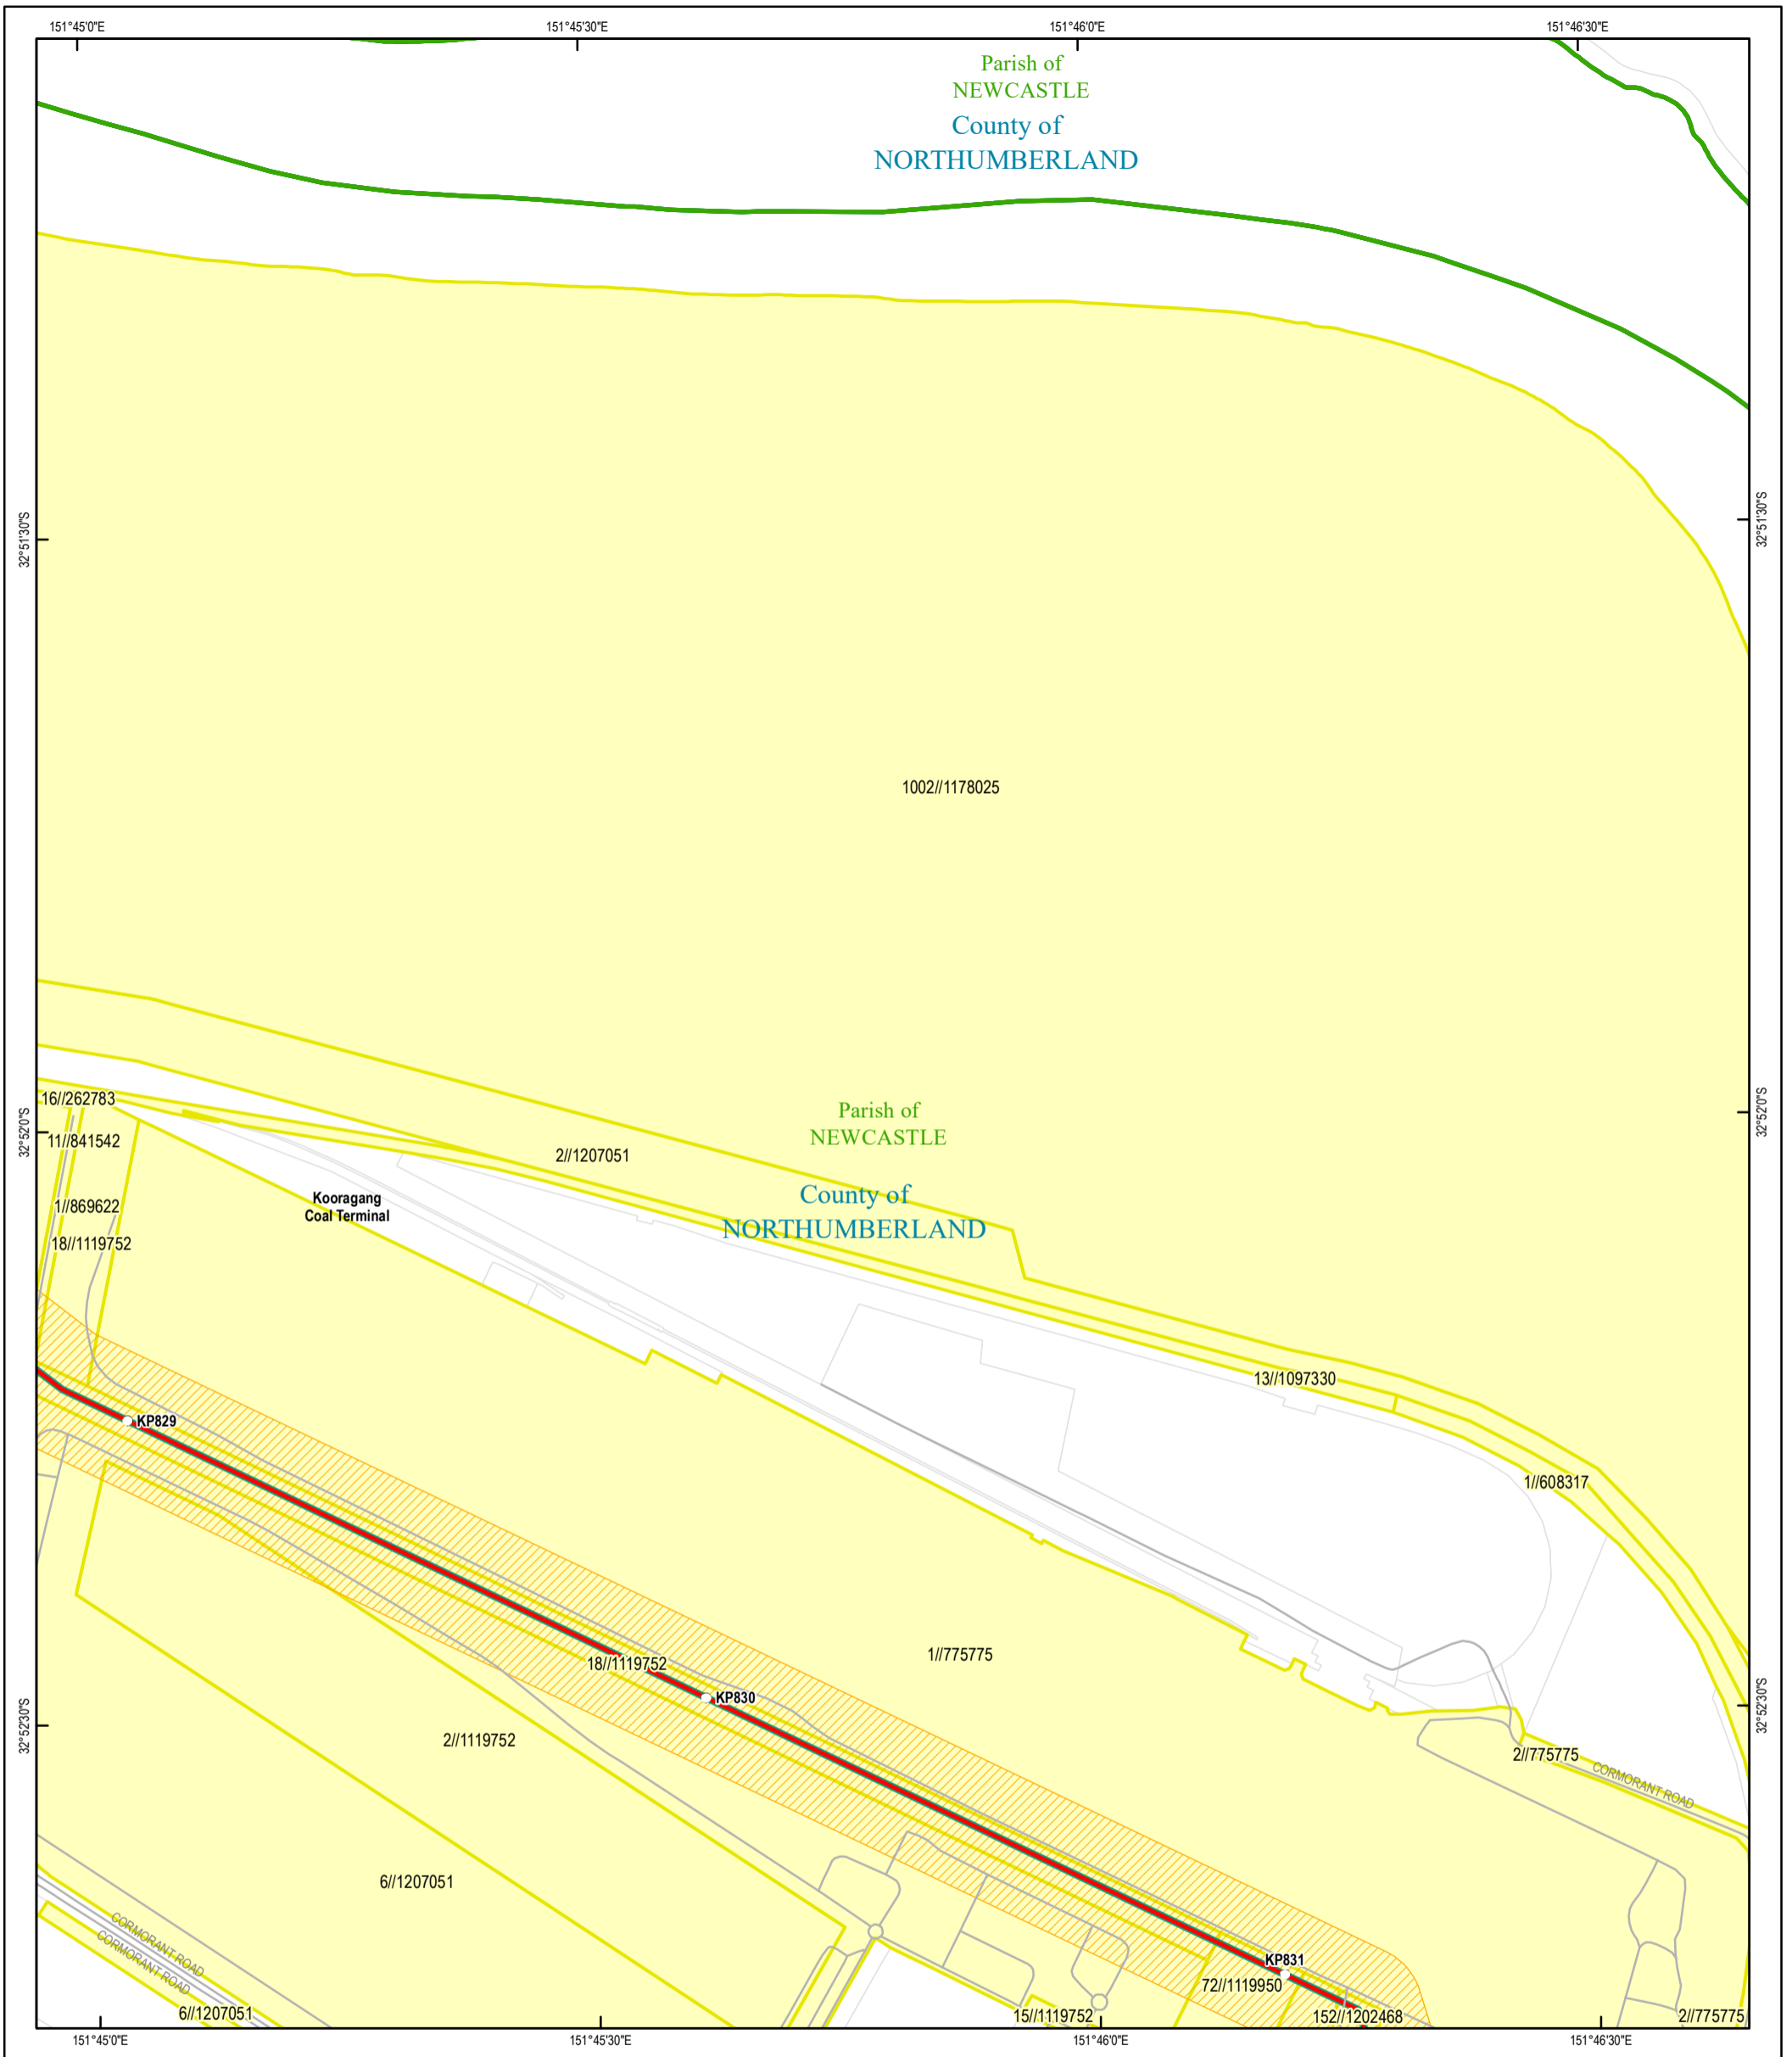 151°45'0"E
151°45'30"E
151°46'0"E
151°46'30"E
Parish of
NEWCASTLE
County of
NORTHUMBERLAND
32°51'30"S
32°51'30"S
1002//1178025
16//262783
Parish of
NEWCASTLE
32°52'0"S
32°52'0"S
11//841542
2//1207051
1//869622
Kooragang
Coal Terminal
County of
NORTHUMBERLAND
18//1119752
13//1097330
KP829
1//608317
1//775775
18//1119752
KP830
32°52'30"S
32°52'30"S
2//1119752
2//775775
CORMORANT ROAD
6//1207051
CORMORANT ROAD
CORMORANT ROAD
KP831
72//1119950
6//1207051
15//1119752
152//1202468
2//775775
151°45'0"E
151°45'30"E
151°46'0"E
151°46'30"E